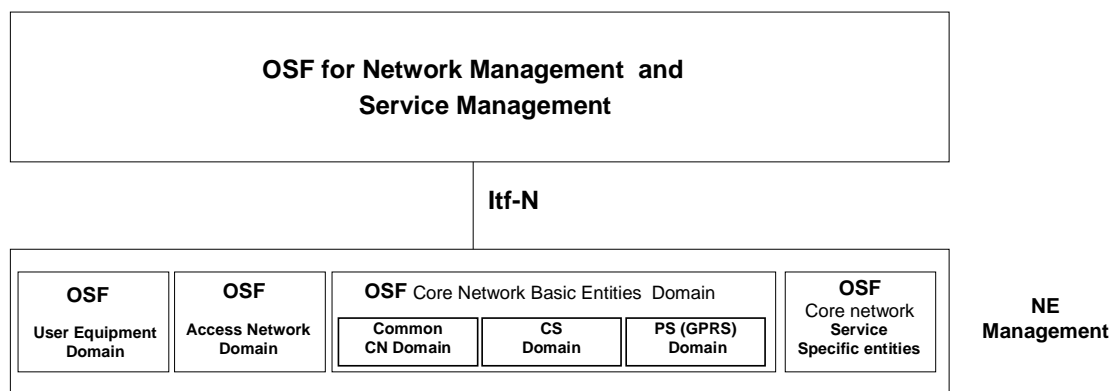 OSF for Network Management and
Service Management
Itf-N
OSF
User Equipment
Domain
OSF
Access Network
Domain
OSF Core Network Basic Entities Domain
Common
CN Domain
CS
Domain
PS (GPRS)
Domain
OSF
Core network
Service
Specific entities
NE
Management